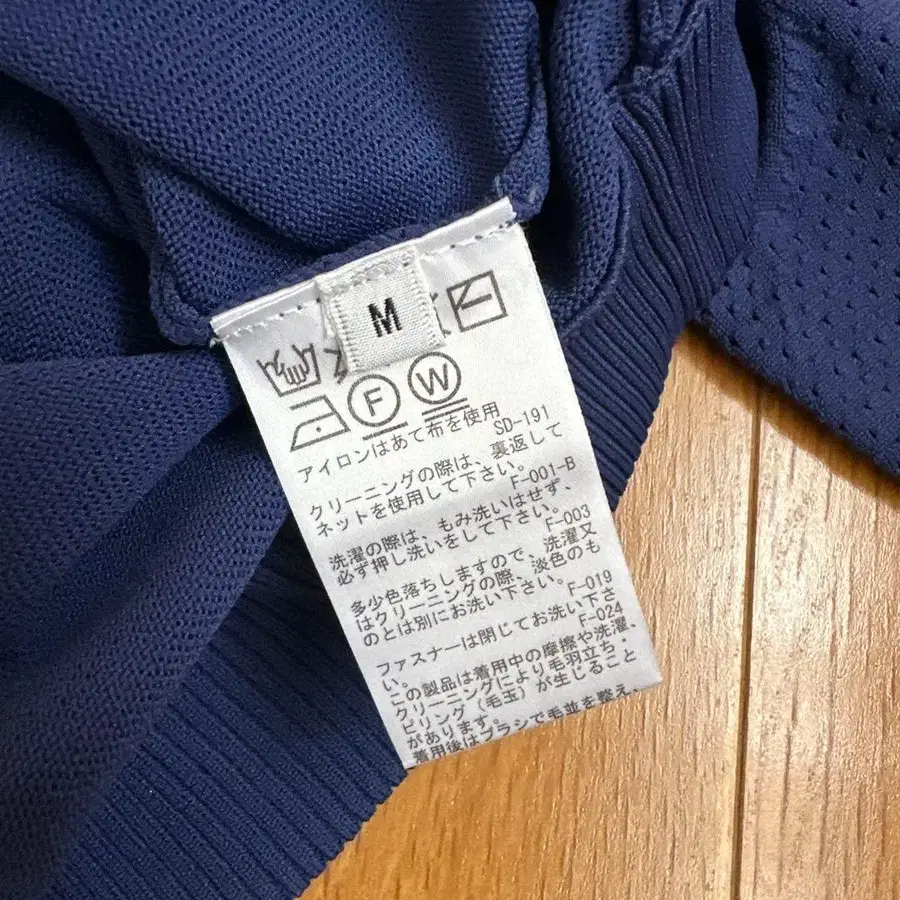 M
F W
アイロンはあて布を使用
SD-191
クリーニングの際は、裏返して
ネットを使用して下さい。
F-001-B
洗濯の際は、もみ洗いはせず、
必ず押し洗いをして下さい。
F-003
多少色落ちしますので、洗濯又
はクリーニングの際、淡色のも
のとは別にお洗い下さい。
F-019
ファスナーは閉じてお洗い下さ
い。
F-024
この製品は着用中の摩擦や洗濯、
クリーニングにより毛羽立ち・
ピリング(毛玉)が生じること
があります。
着用後はブラシで毛並を整え、